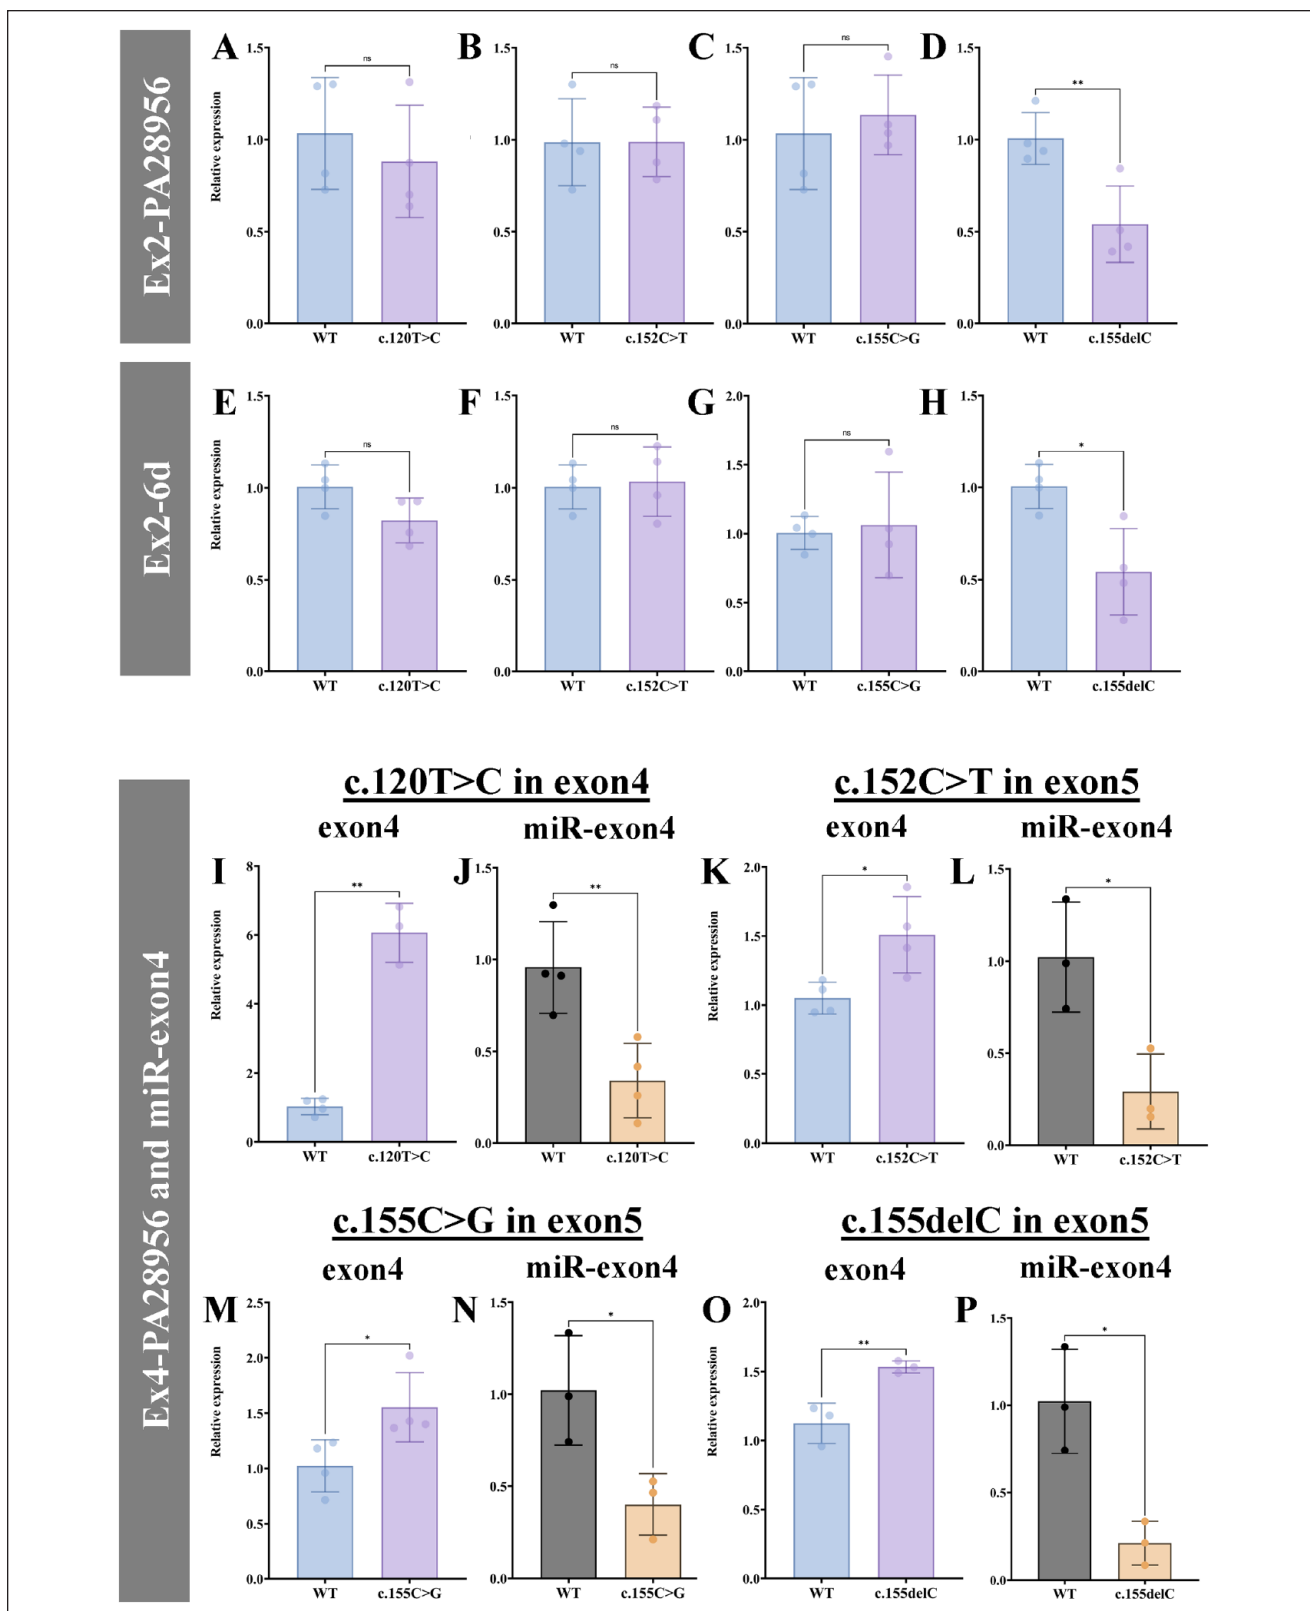 Ex2-PA28956
A
B
C
D
Relative expression
1.5
1.0
0.5
0.0
ns
WT
c.120T>C
1.5
1.0
0.5
0.0
ns
WT
c.152C>T
1.5
1.0
0.5
0.0
ns
WT
c.155C>G
1.5
1.0
0.5
0.0
**
WT
c.155delC
Ex2-6d
E
F
G
H
Relative expression
1.5
1.0
0.5
0.0
ns
WT
c.120T>C
1.5
1.0
0.5
0.0
ns
WT
c.152C>T
2.0
1.5
1.0
0.5
0.0
ns
WT
c.155C>G
1.5
1.0
0.5
0.0
*
WT
c.155delC
Ex4-PA28956 and miR-exon4
c.120T>C in exon4
exon4
miR-exon4
I
Relative expression
8
6
4
2
0
**
WT
c.120T>C
J
1.5
1.0
0.5
0.0
**
WT
c.120T>C
c.152C>T in exon5
exon4
miR-exon4
K
Relative expression
2.0
1.5
1.0
0.5
0.0
*
WT
c.152C>T
L
1.5
1.0
0.5
0.0
*
WT
c.152C>T
c.155C>G in exon5
exon4
miR-exon4
M
Relative expression
2.5
2.0
1.5
1.0
0.5
0.0
*
WT
c.155C>G
N
1.5
1.0
0.5
0.0
*
WT
c.155C>G
c.155delC in exon5
exon4
miR-exon4
O
Relative expression
2.0
1.5
1.0
0.5
0.0
**
WT
c.155delC
P
1.5
1.0
0.5
0.0
*
WT
c.155delC